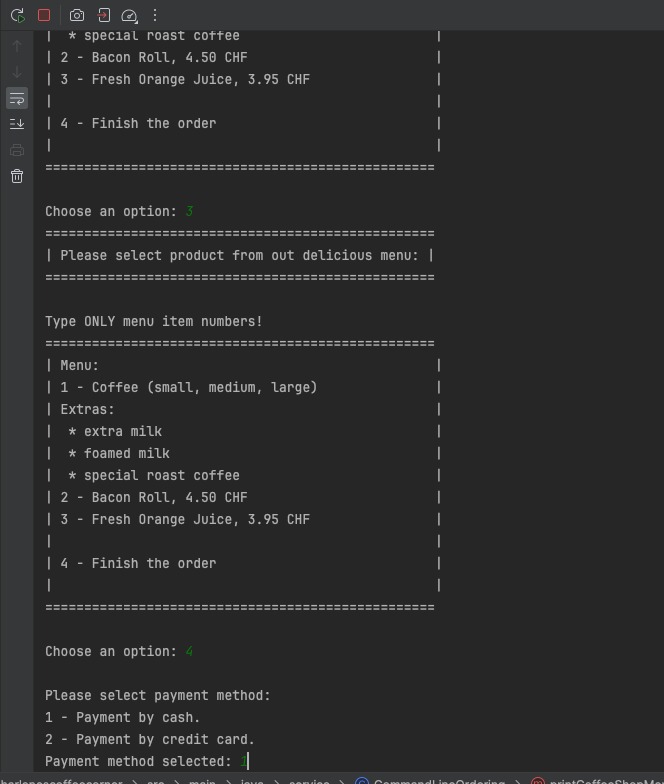 |  * special roast coffee                         |
| 2 - Bacon Roll, 4.50 CHF                        |
| 3 - Fresh Orange Juice, 3.95 CHF                |
|                                                 |
| 4 - Finish the order                            |
|                                                 |
==================================================
Choose an option: 3
==================================================
| Please select product from out delicious menu: |
==================================================
Type ONLY menu item numbers!
==================================================
| Menu:                                           |
| 1 - Coffee (small, medium, large)               |
| Extras:                                         |
|  * extra milk                                   |
|  * foamed milk                                  |
|  * special roast coffee                         |
| 2 - Bacon Roll, 4.50 CHF                        |
| 3 - Fresh Orange Juice, 3.95 CHF                |
|                                                 |
| 4 - Finish the order                            |
|                                                 |
==================================================
Choose an option: 4
Please select payment method:
1 - Payment by cash.
2 - Payment by credit card.
Payment method selected: 1
> src > main > java > service > CommandLineOrdering >